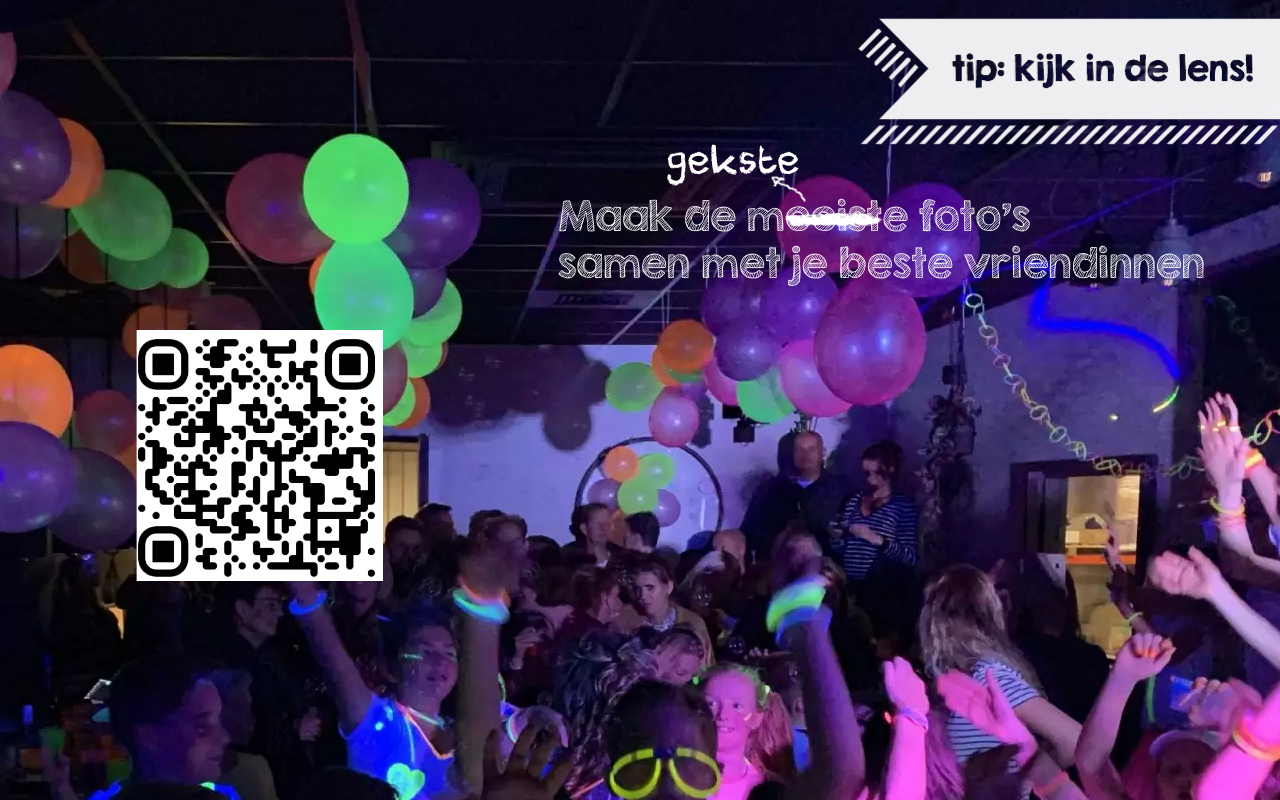 tip: kijk in de lens!
gekste
Maak de mooiste foto's
samen met je beste vriendinnen